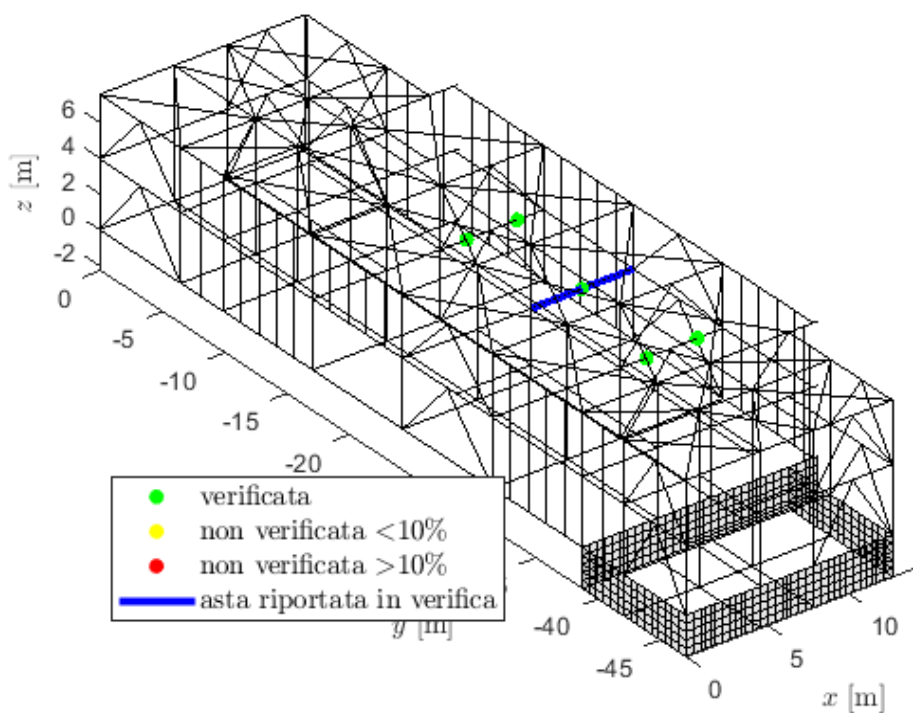 6
4
2
0
-2
z [m]
0
-5
-10
-15
-20
verificata
non verificata <10%
non verificata >10%
asta riportata in verifica
y [m]
-40
-45
10
5
0
x [m]